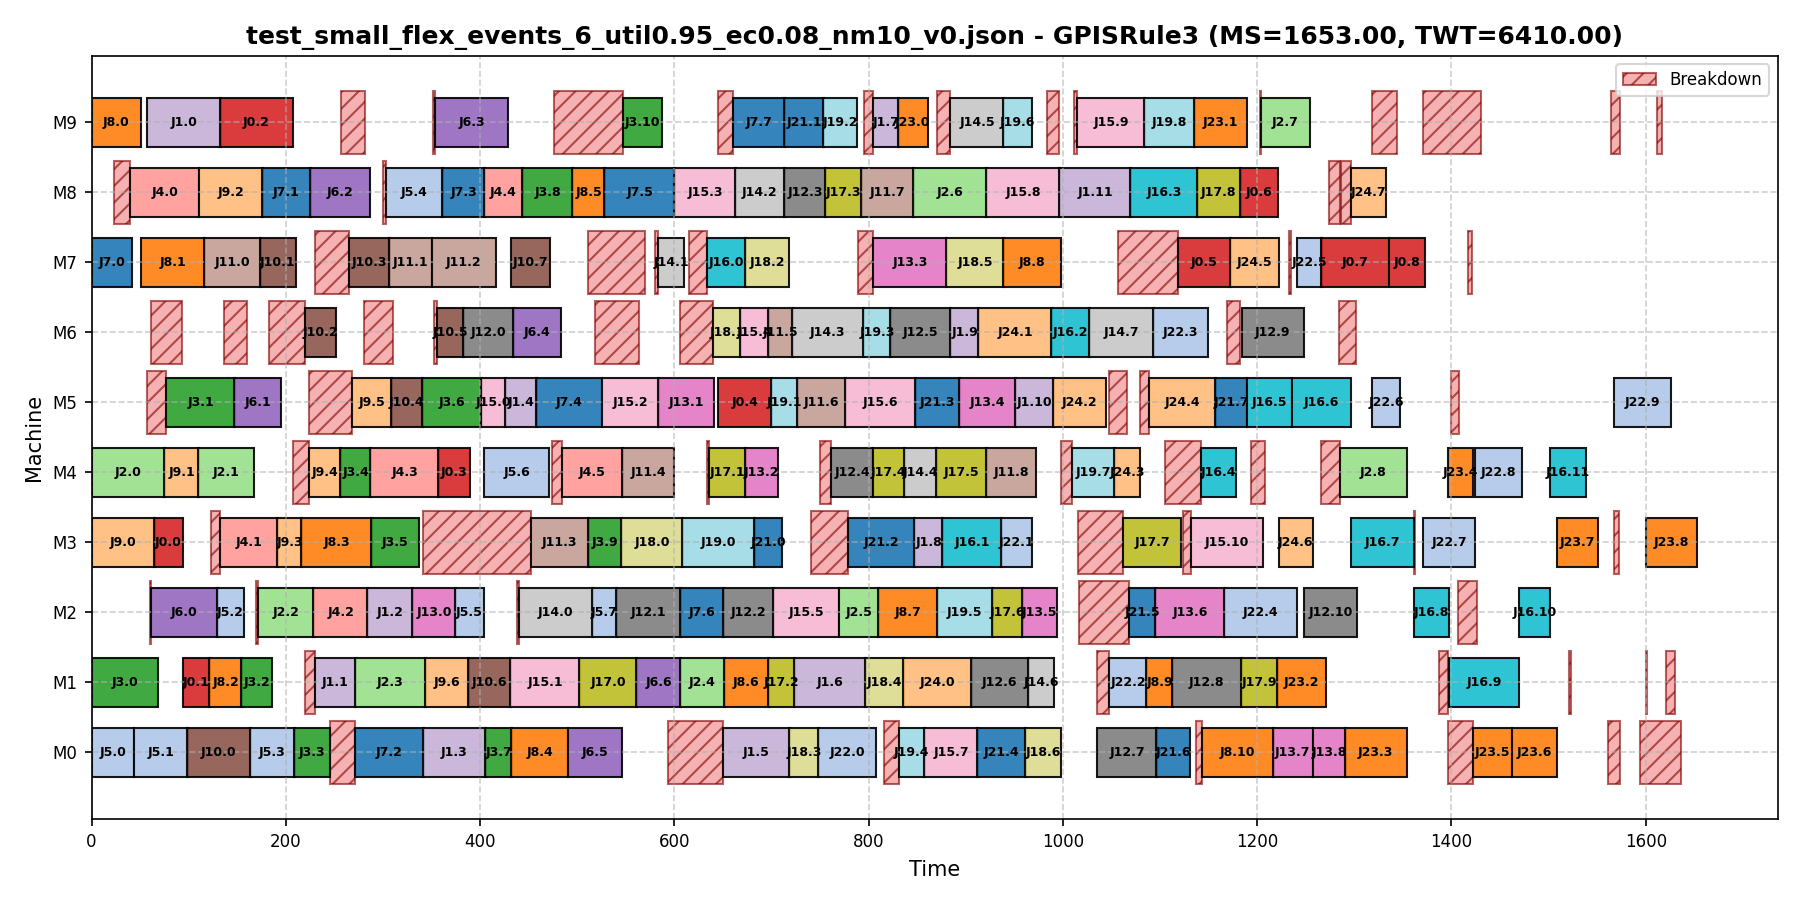 test_small_flex_events_6_util0.95_ec0.08_nm10_v0.json - GPISRule3 (MS=1653.00, TWT=6410.00)
Breakdown
M9 J8.0 J1.0 J0.2 J6.3 J3.10 J7.7 J21.1 J19.2 J1.7 J23.0 J14.5 J19.6 J15.9 J19.8 J23.1 J2.7
M8 J4.0 J9.2 J7.1 J6.2 J5.4 J7.3 J4.4 J3.8 J8.5 J7.5 J15.3 J14.2 J12.3 J17.3 J11.7 J2.6 J15.8 J1.11 J16.3 J17.8 J0.6 J24.7
M7 J7.0 J8.1 J11.0 J10.1 J10.3 J11.1 J11.2 J10.7 J14.1 J16.0 J18.2 J13.3 J18.5 J8.8 J0.5 J24.5 J22.5 J0.7 J0.8
M6 J10.2 J10.5 J12.0 J6.4 J18.1 J15.4 J11.5 J14.3 J19.3 J12.5 J1.9 J24.1 J16.2 J14.7 J22.3 J12.9
M5 J3.1 J6.1 J9.5 J10.4 J3.6 J15.0 J1.4 J7.4 J15.2 J13.1 J0.4 J19.1 J11.6 J15.6 J21.3 J13.4 J1.10 J24.2 J24.4 J21.7 J16.5 J16.6 J22.6 J22.9
M4 J2.0 J9.1 J2.1 J9.4 J3.4 J4.3 J0.3 J5.6 J4.5 J11.4 J17.1 J13.2 J12.4 J17.4 J14.4 J17.5 J11.8 J19.7 J24.3 J16.4 J2.8 J23.4 J22.8 J16.11
M3 J9.0 J0.0 J4.1 J9.3 J8.3 J3.5 J11.3 J3.9 J18.0 J19.0 J21.0 J21.2 J1.8 J16.1 J22.1 J17.7 J15.10 J24.6 J16.7 J22.7 J23.7 J23.8
M2 J6.0 J5.2 J2.2 J4.2 J1.2 J13.0 J5.5 J14.0 J5.7 J12.1 J7.6 J12.2 J15.5 J2.5 J8.7 J19.5 J17.6 J13.5 J21.5 J13.6 J22.4 J12.10 J16.8 J16.10
M1 J3.0 J0.1 J8.2 J3.2 J1.1 J2.3 J9.6 J10.6 J15.1 J17.0 J6.6 J2.4 J8.6 J17.2 J1.6 J18.4 J24.0 J12.6 J14.6 J22.2 J8.9 J12.8 J17.9 J23.2 J16.9
M0 J5.0 J5.1 J10.0 J5.3 J3.3 J7.2 J1.3 J3.7 J8.4 J6.5 J1.5 J18.3 J22.0 J19.4 J15.7 J21.4 J18.6 J12.7 J21.6 J8.10 J13.7 J13.8 J23.3 J23.5 J23.6
0 200 400 600 800 1000 1200 1400 1600
Time
Machine